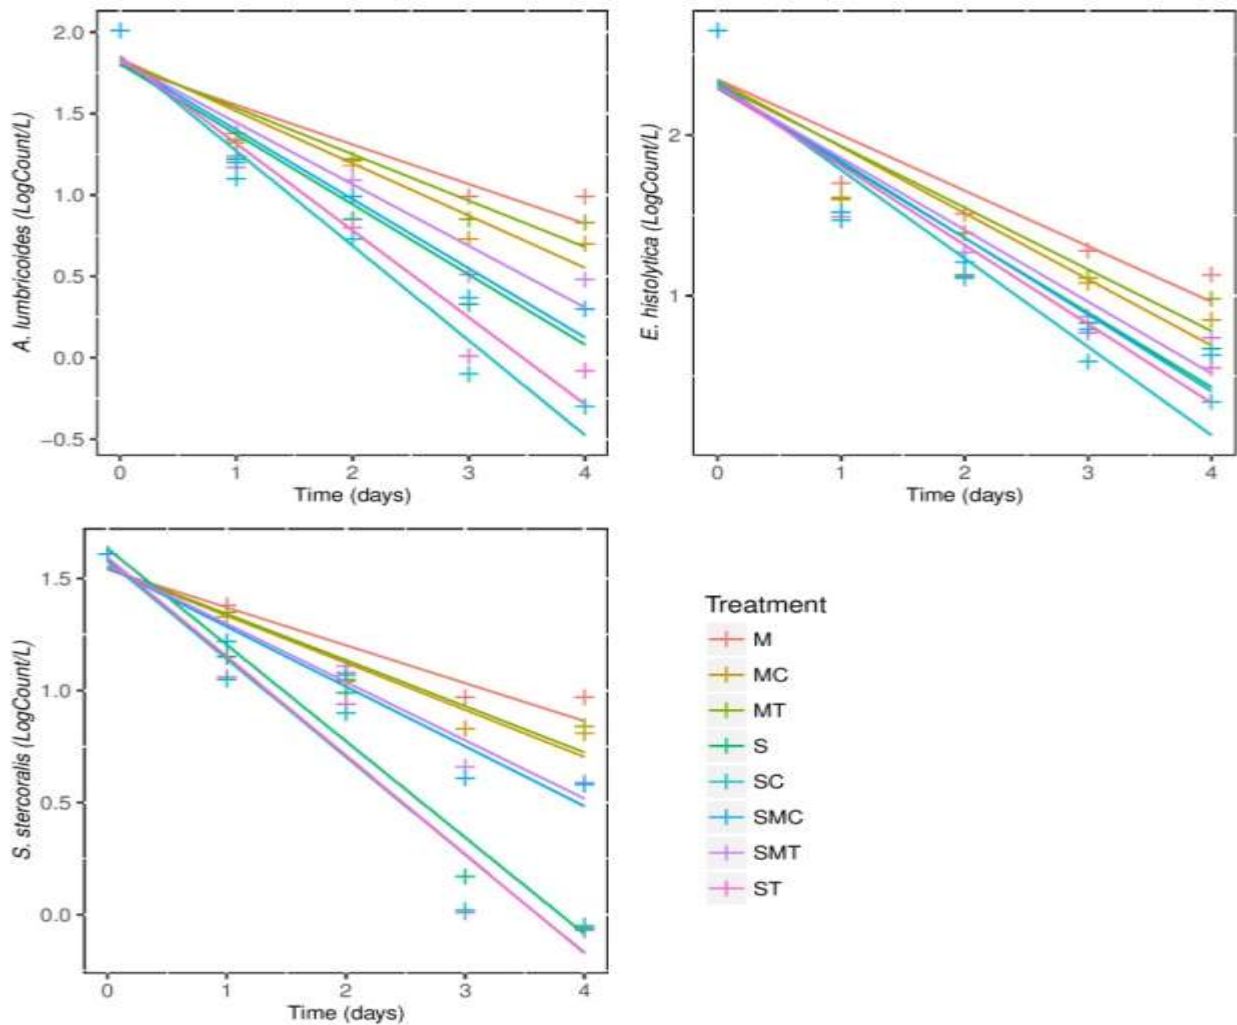 A. lumbricoides (LogCount/L)
2.0
1.5
1.0
0.5
0.0
−0.5
0 1 2 3 4
Time (days)
E. histolytica (LogCount/L)
2
1
0 1 2 3 4
Time (days)
S. stercoralis (LogCount/L)
1.5
1.0
0.5
0.0
0 1 2 3 4
Time (days)
Treatment
M
MC
MT
S
SC
SMC
SMT
ST